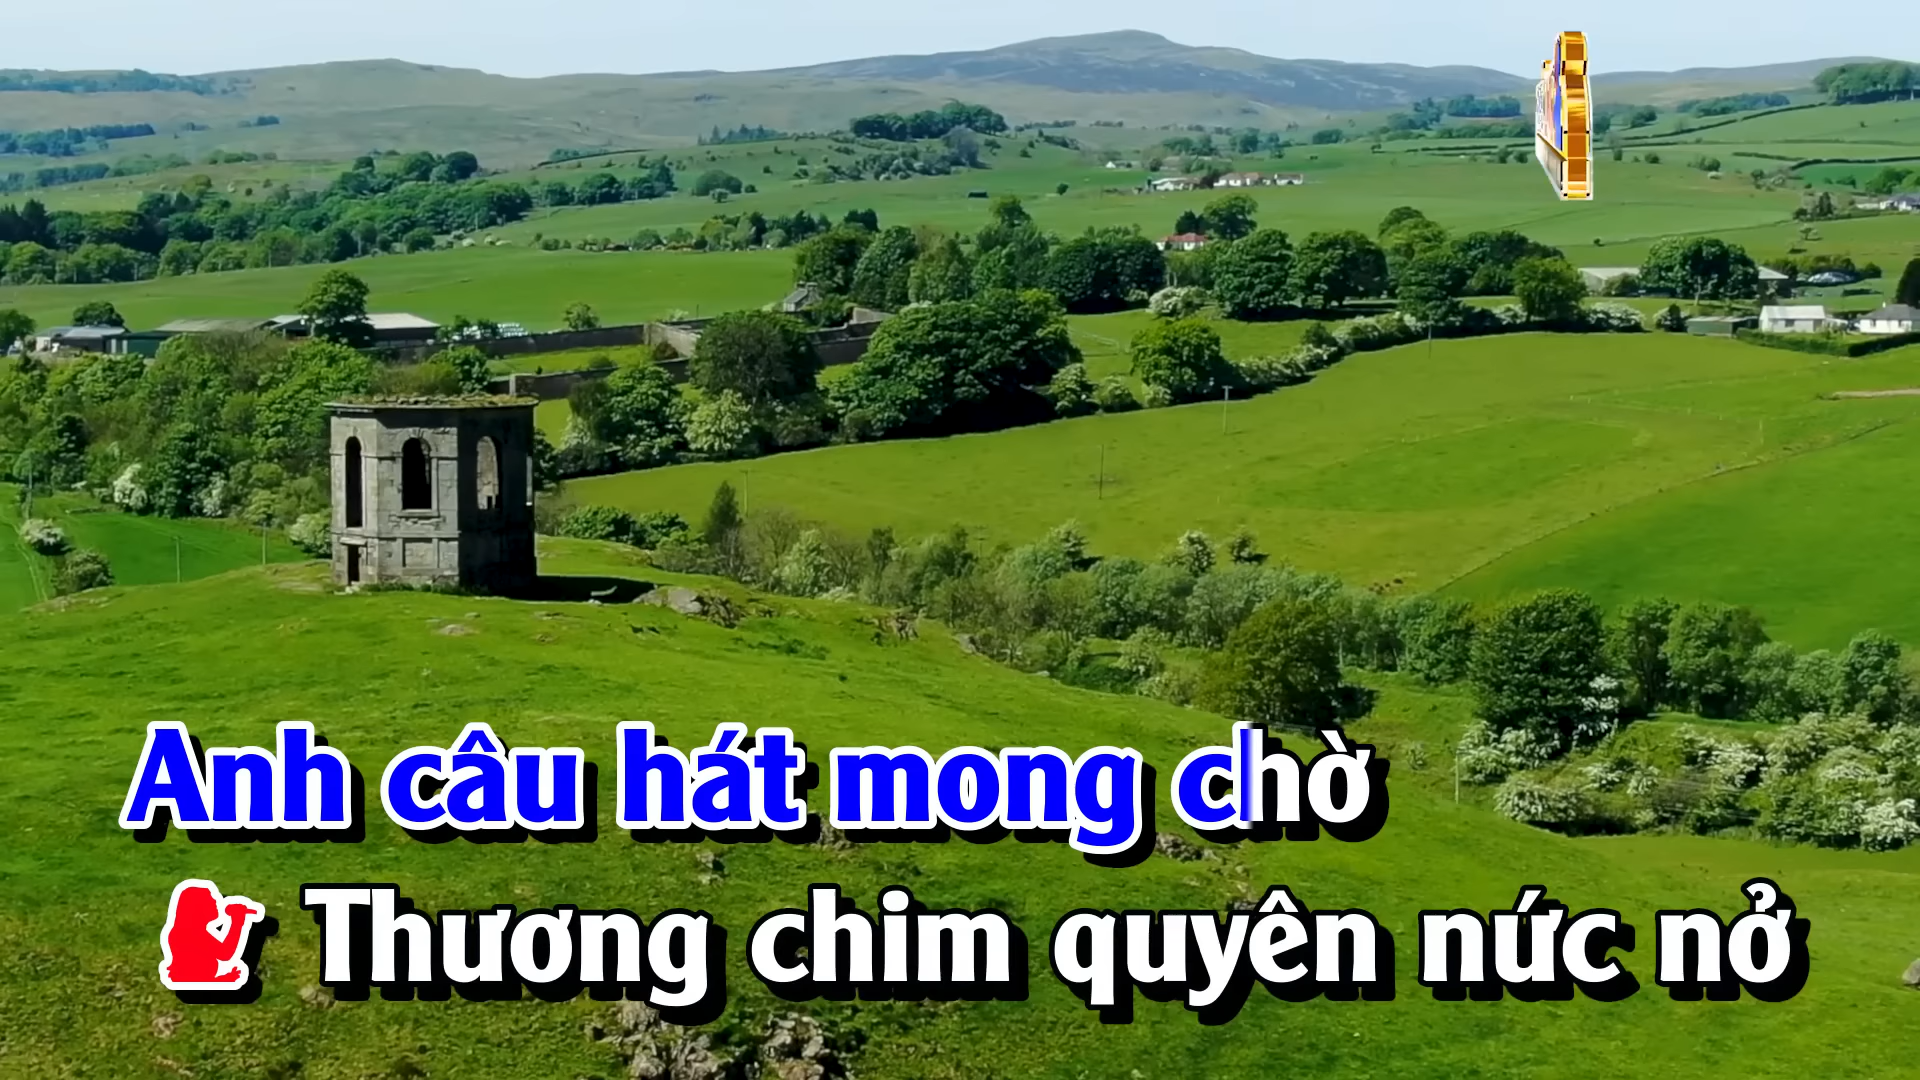 Anh câu hát mong chờ
Thương chim quyên nức nở